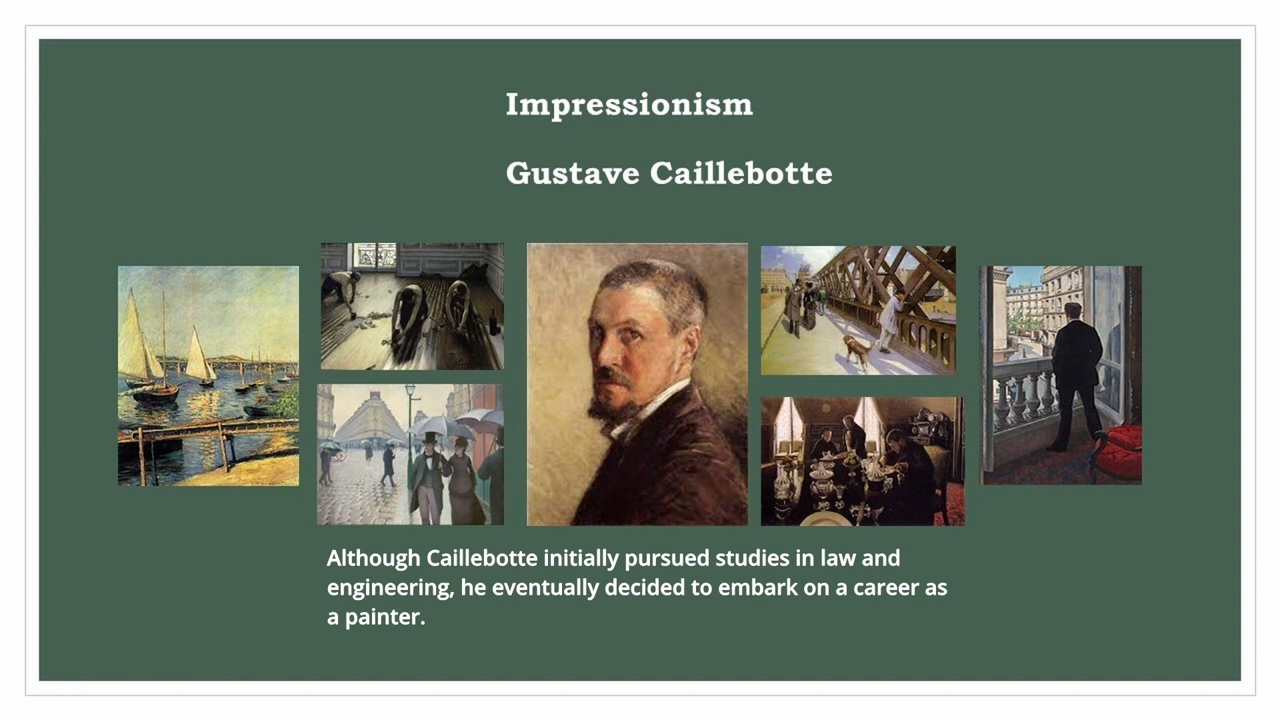 Impressionism
Gustave Caillebotte
Although Caillebotte initially pursued studies in law and
engineering, he eventually decided to embark on a career as
a painter.